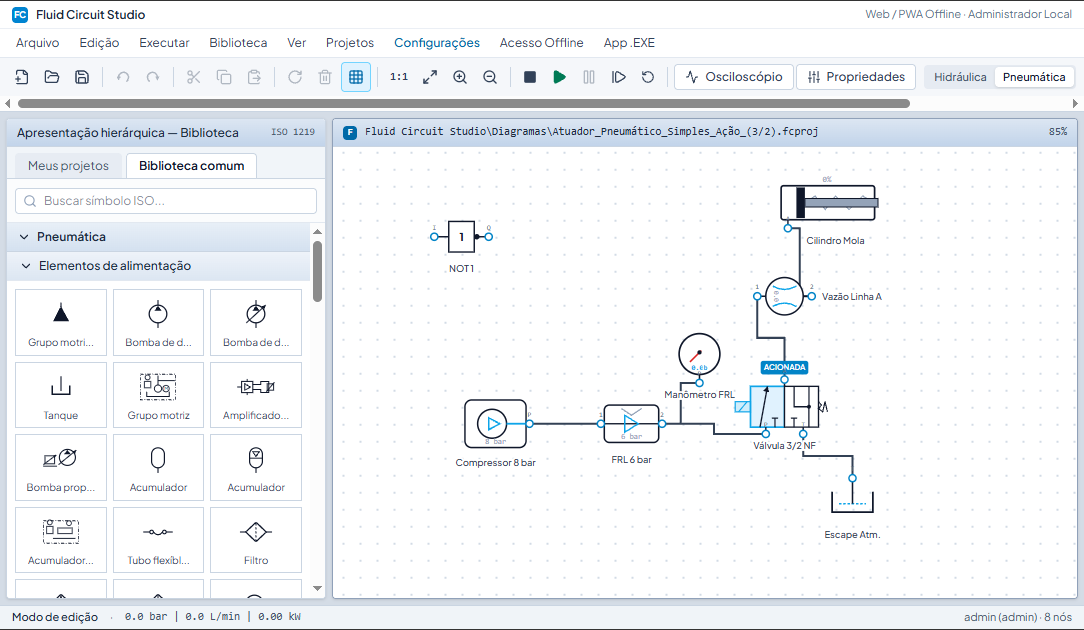 FC Fluid Circuit Studio
Web / PWA Offline · Administrador Local
Arquivo Edição Executar Biblioteca Ver Projetos Configurações Acesso Offline App .EXE
1:1 Osciloscópio Propriedades Hidráulica Pneumática
Apresentação hierárquica — Biblioteca ISO 1219
Meus projetos Biblioteca comum
Buscar símbolo ISO...
Pneumática
Elementos de alimentação
Grupo motri... Bomba de d... Bomba de d...
Tanque Grupo motriz Amplificado...
Bomba prop... Acumulador Acumulador
Acumulador... Tubo flexíbl... Filtro
F Fluid Circuit Studio\Diagramas\Atuador_Pneumático_Simples_Ação_(3/2).fcproj 85%
0%
Cilindro Mola
I 1 Q
NOT1
1 2 Vazão Linha A
0.0b
Manômetro FRL
ACIONADA
Válvula 3/2 NF
P
8 bar
Compressor 8 bar
1 2
6 bar
FRL 6 bar
Escape Atm.
Modo de edição · 0.0 bar | 0.0 L/min | 0.00 kW
admin (admin) · 8 nós